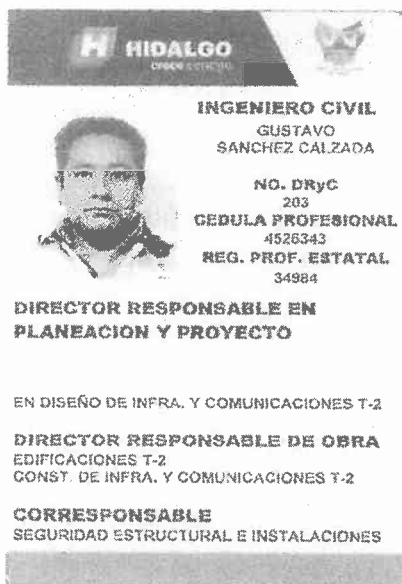 HIDALGO
crece contigo
INGENIERO CIVIL
GUSTAVO
SANCHEZ CALZADA
NO. DRyC
203
CEDULA PROFESIONAL
4526343
REG. PROF. ESTATAL
34984
DIRECTOR RESPONSABLE EN
PLANEACION Y PROYECTO
EN DISEÑO DE INFRA. Y COMUNICACIONES T-2
DIRECTOR RESPONSABLE DE OBRA
EDIFICACIONES T-2
CONST. DE INFRA. Y COMUNICACIONES T-2
CORRESPONSABLE
SEGURIDAD ESTRUCTURAL E INSTALACIONES